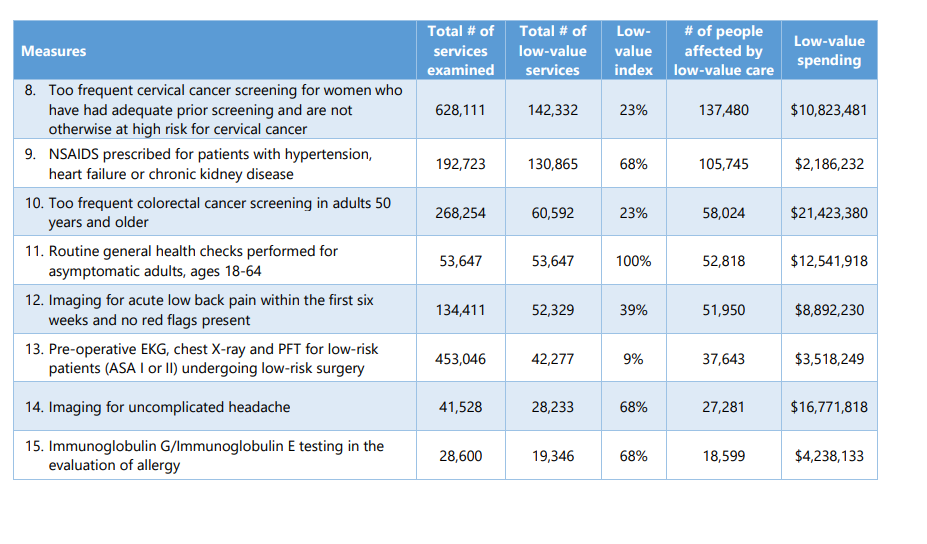 Measures
Total # of
services
examined
Total # of
low-value
services
Low-
value
index
# of people
affected by
low-value care
Low-value
spending
8. Too frequent cervical cancer screening for women who
have had adequate prior screening and are not
otherwise at high risk for cervical cancer
628,111
142,332
23%
137,480
$10,823,481
9. NSAIDS prescribed for patients with hypertension,
heart failure or chronic kidney disease
192,723
130,865
68%
105,745
$2,186,232
10. Too frequent colorectal cancer screening in adults 50
years and older
268,254
60,592
23%
58,024
$21,423,380
11. Routine general health checks performed for
asymptomatic adults, ages 18-64
53,647
53,647
100%
52,818
$12,541,918
12. Imaging for acute low back pain within the first six
weeks and no red flags present
134,411
52,329
39%
51,950
$8,892,230
13. Pre-operative EKG, chest X-ray and PFT for low-risk
patients (ASA I or II) undergoing low-risk surgery
453,046
42,277
9%
37,643
$3,518,249
14. Imaging for uncomplicated headache
41,528
28,233
68%
27,281
$16,771,818
15. Immunoglobulin G/Immunoglobulin E testing in the
evaluation of allergy
28,600
19,346
68%
18,599
$4,238,133